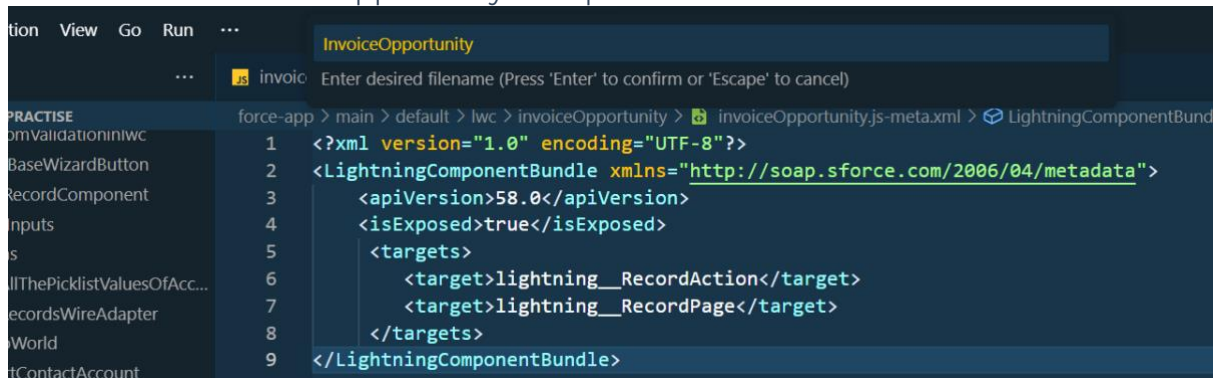 tion View Go Run ...
InvoiceOpportunity
... JS invoic Enter desired filename (Press 'Enter' to confirm or 'Escape' to cancel)
PRACTISE force-app > main > default > lwc > invoiceOpportunity > invoiceOpportunity.js-meta.xml > LightningComponentBund
omValidationinlwc
1 <?xml version="1.0" encoding="UTF-8"?>
BaseWizardButton
2 <LightningComponentBundle xmlns="http://soap.sforce.com/2006/04/metadata">
RecordComponent
3 <apiVersion>58.0</apiVersion>
nputs
4 <isExposed>true</isExposed>
ns
5 <targets>
llThePicklistValuesOfAcc...
6 <target>lightning__RecordAction</target>
ecordsWireAdapter
7 <target>lightning__RecordPage</target>
World
8 </targets>
tContactAccount
9 </LightningComponentBundle>